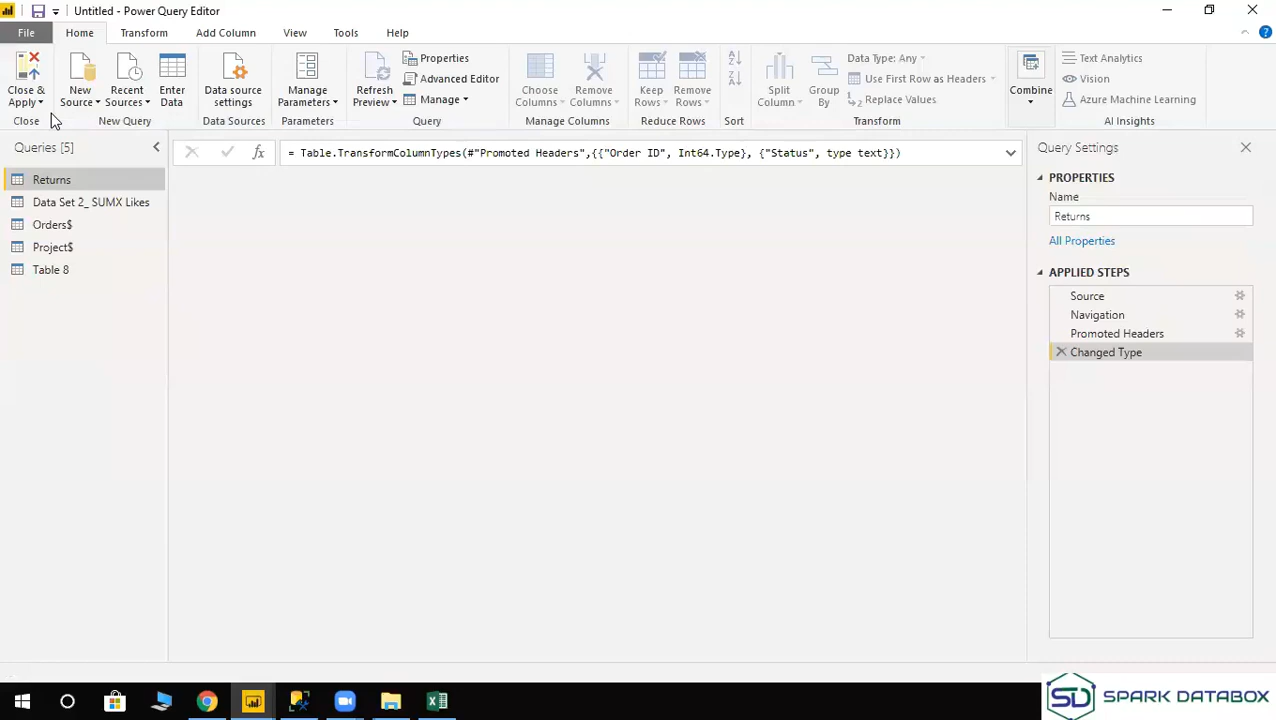 Untitled - Power Query Editor
File Home Transform Add Column View Tools Help
Close & Apply
New Source
Recent Sources
Enter Data
Data source settings
Manage Parameters
Refresh Preview
Properties
Advanced Editor
Manage
Choose Columns
Remove Columns
Keep Rows
Remove Rows
Split Column
Group By
Data Type: Any
Use First Row as Headers
Replace Values
Combine
Text Analytics
Vision
Azure Machine Learning
Close New Query Data Sources Parameters Query Manage Columns Reduce Rows Sort Transform AI Insights
Queries [5]
Returns
Data Set 2_ SUMX Likes
Orders$
Project$
Table 8
fx = Table.TransformColumnTypes(#"Promoted Headers",{{"Order ID", Int64.Type}, {"Status", type text}})
Query Settings
PROPERTIES
Name
Returns
All Properties
APPLIED STEPS
Source
Navigation
Promoted Headers
Changed Type
SD SPARK DATABOX